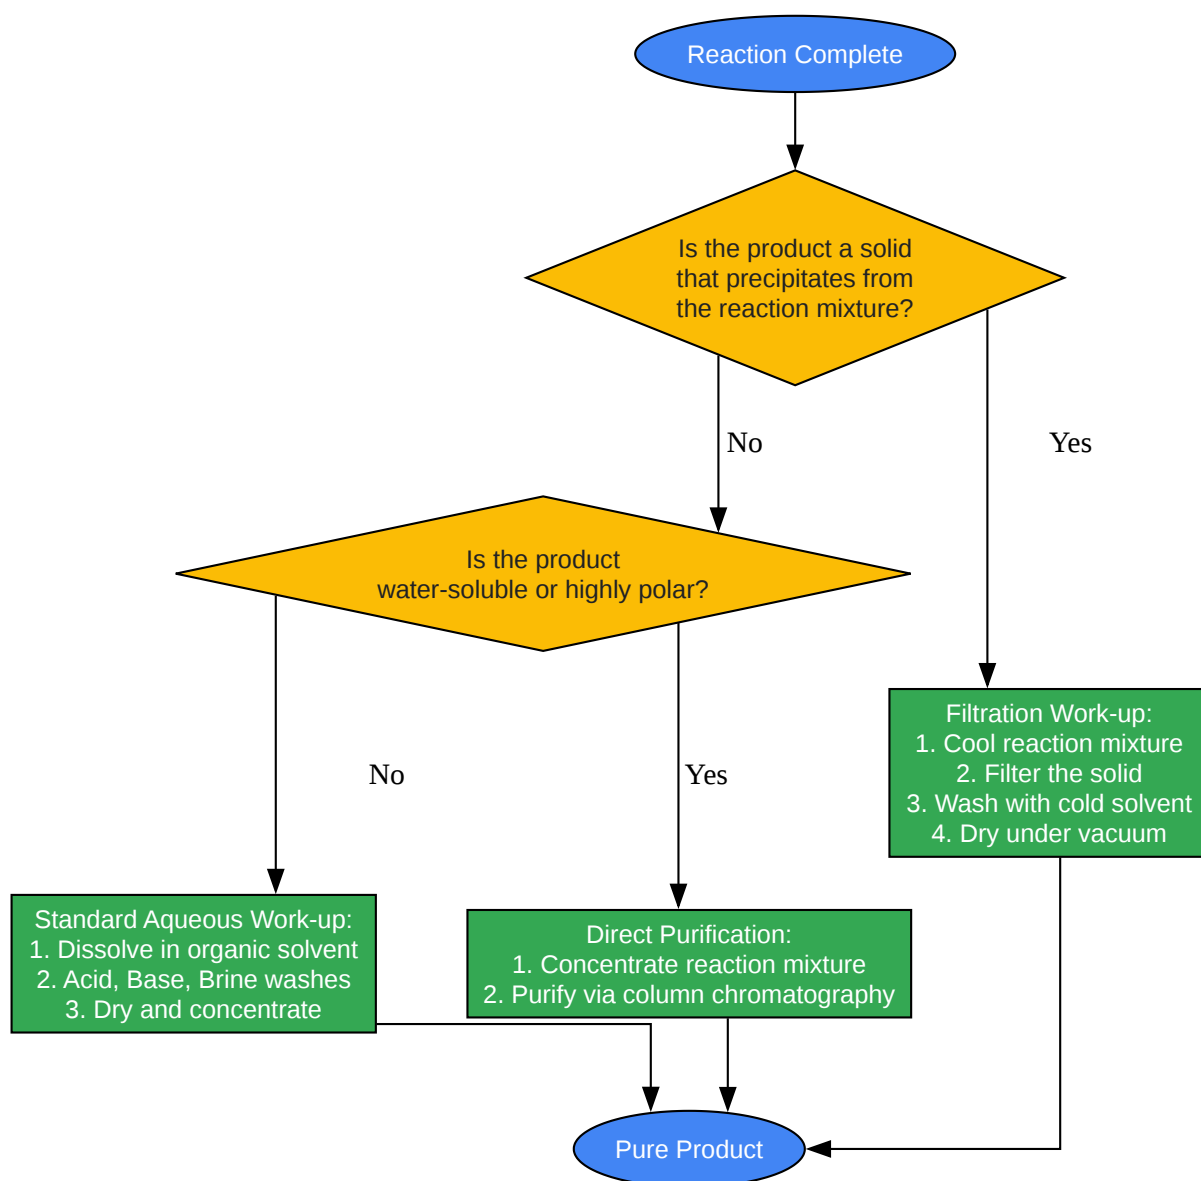 Reaction Complete
Is the product a solid
that precipitates from
the reaction mixture?
No
Yes
Is the product
water-soluble or highly polar?
No
Yes
Filtration Work-up:
1. Cool reaction mixture
2. Filter the solid
3. Wash with cold solvent
4. Dry under vacuum
Standard Aqueous Work-up:
1. Dissolve in organic solvent
2. Acid, Base, Brine washes
3. Dry and concentrate
Direct Purification:
1. Concentrate reaction mixture
2. Purify via column chromatography
Pure Product